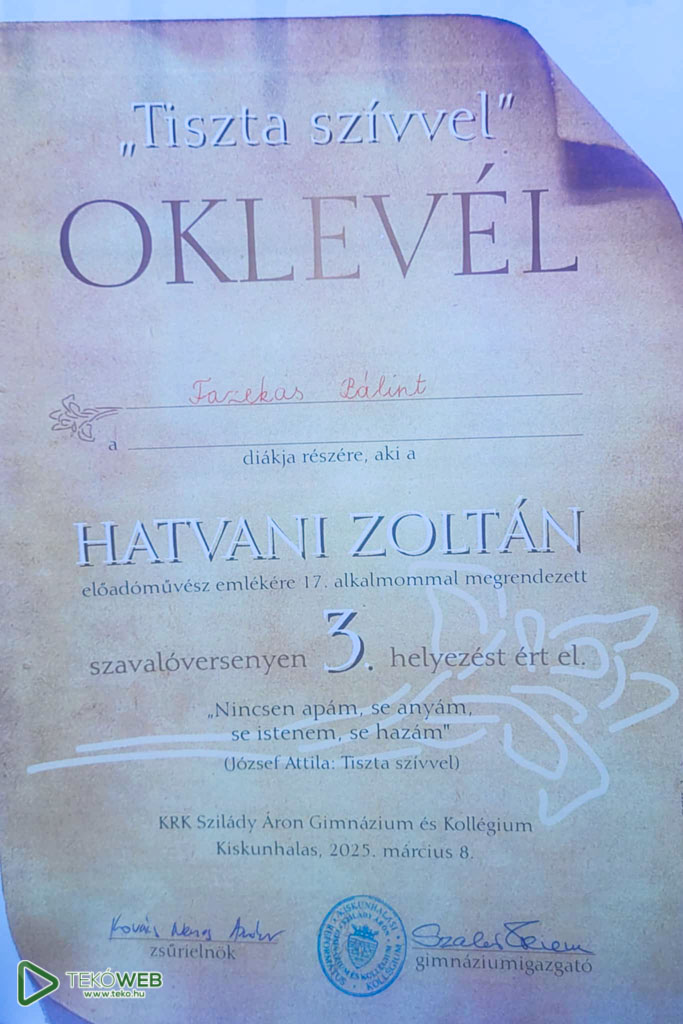 „Tiszta szívvel"
OKLEVÉL
Fazekas Bálint
a
diákja részére, aki a
HATVANI ZOLTÁN
előadóművész emlékére 17. alkalmommal megrendezett
szavalóversenyen 3. helyezést ért el.
„Nincsen apám, se anyám,
se istenem, se hazám"
(József Attila: Tiszta szívvel)
KRK Szilády Áron Gimnázium és Kollégium
Kiskunhalas, 2025. március 8.
Kovács
zsűrielnök
gimnáziumigazgató
TEKÓWEB
www.teko.hu